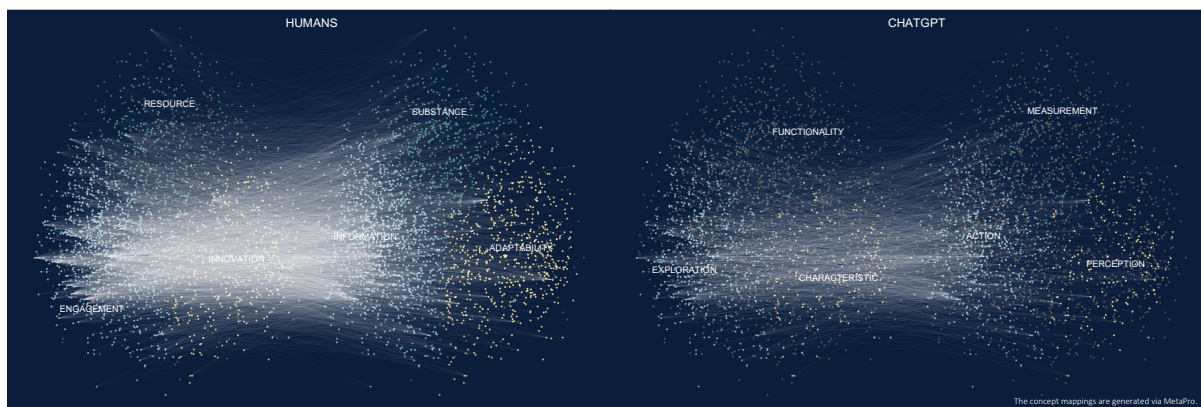 HUMANS
CHATGPT
RESOURCE
SUBSTANCE
INFORMATION
ADAPTABILITY
INNOVATION
ENGAGEMENT
MEASUREMENT
FUNCTIONALITY
ACTION
EXPLORATION
PERCEPTION
CHARACTERISTIC
The concept mappings are generated via MetaPro.